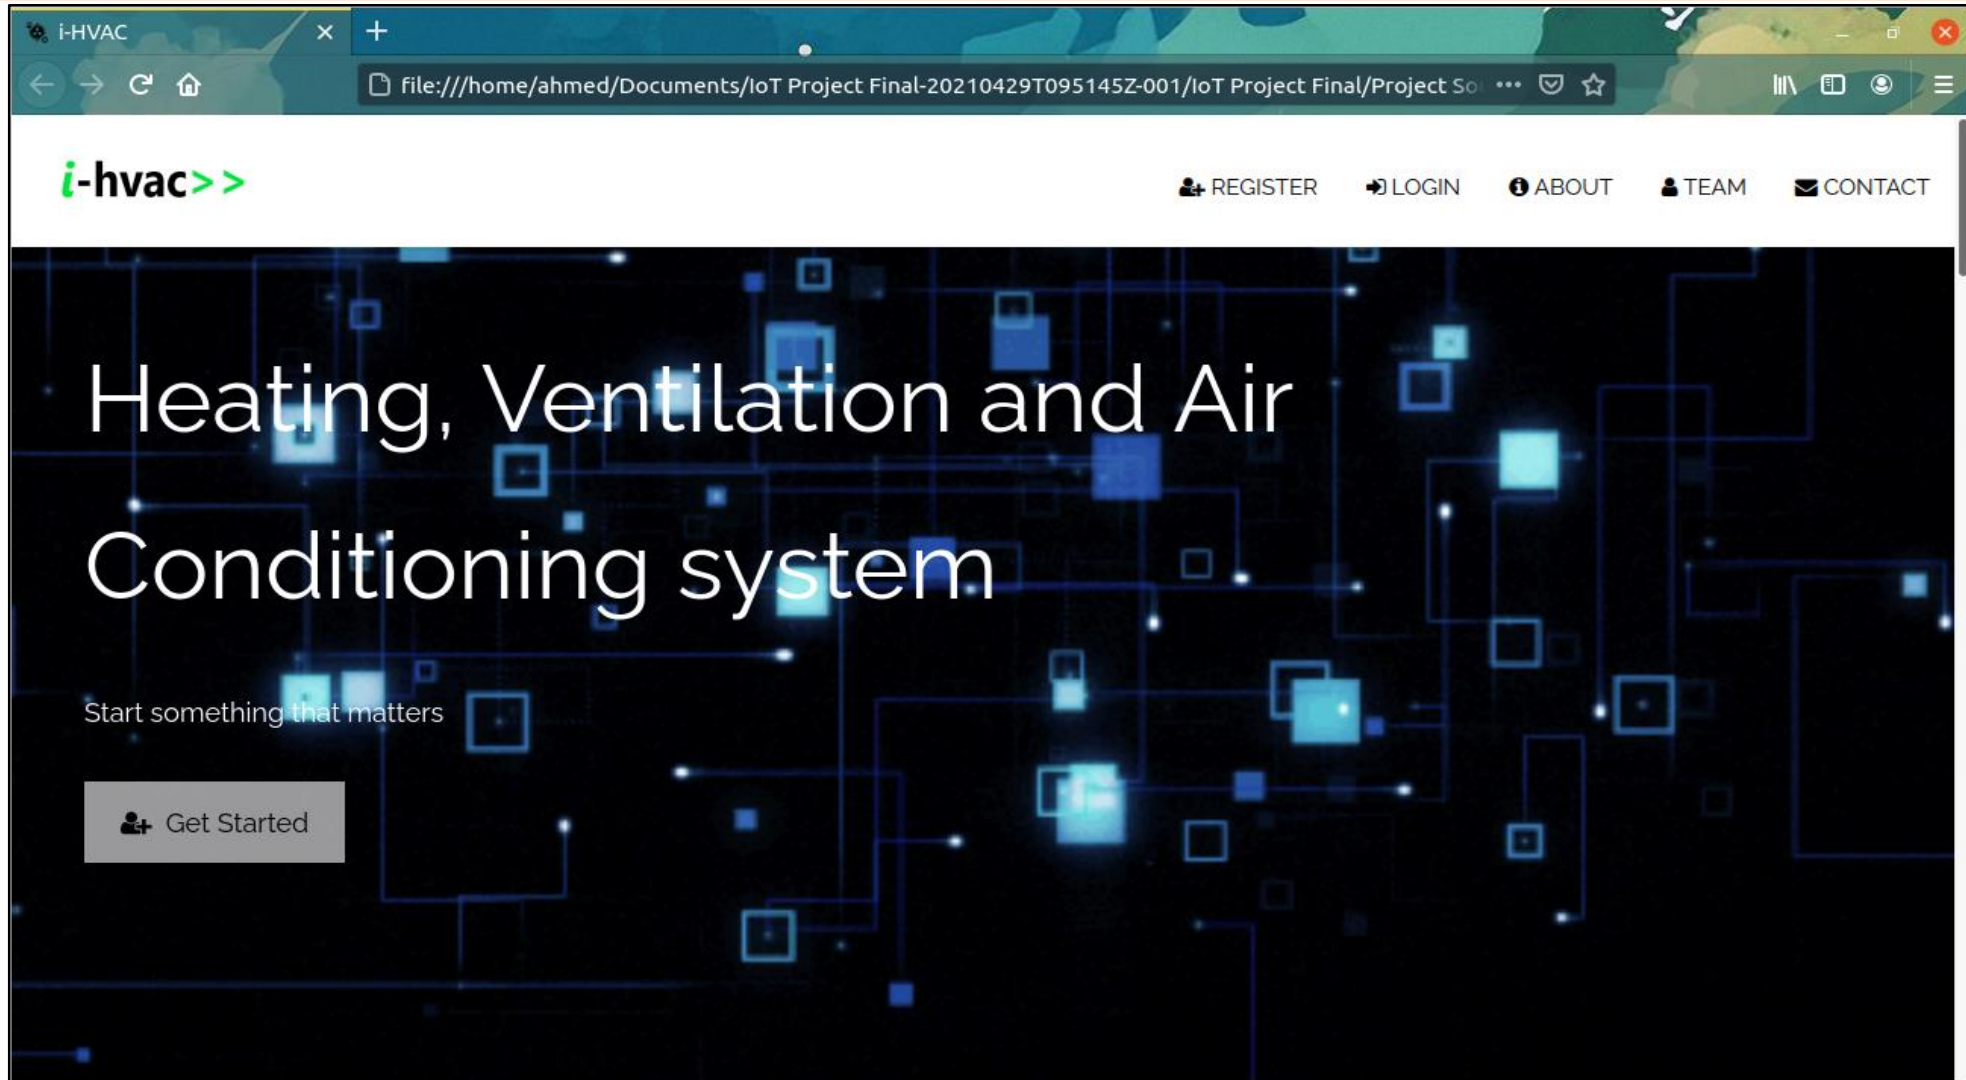 i-HVAC
file:///home/ahmed/Documents/IoT Project Final-20210429T095145Z-001/IoT Project Final/Project So
i-hvac>>
REGISTER LOGIN ABOUT TEAM CONTACT
Heating, Ventilation and Air
Conditioning system
Start something that matters
Get Started